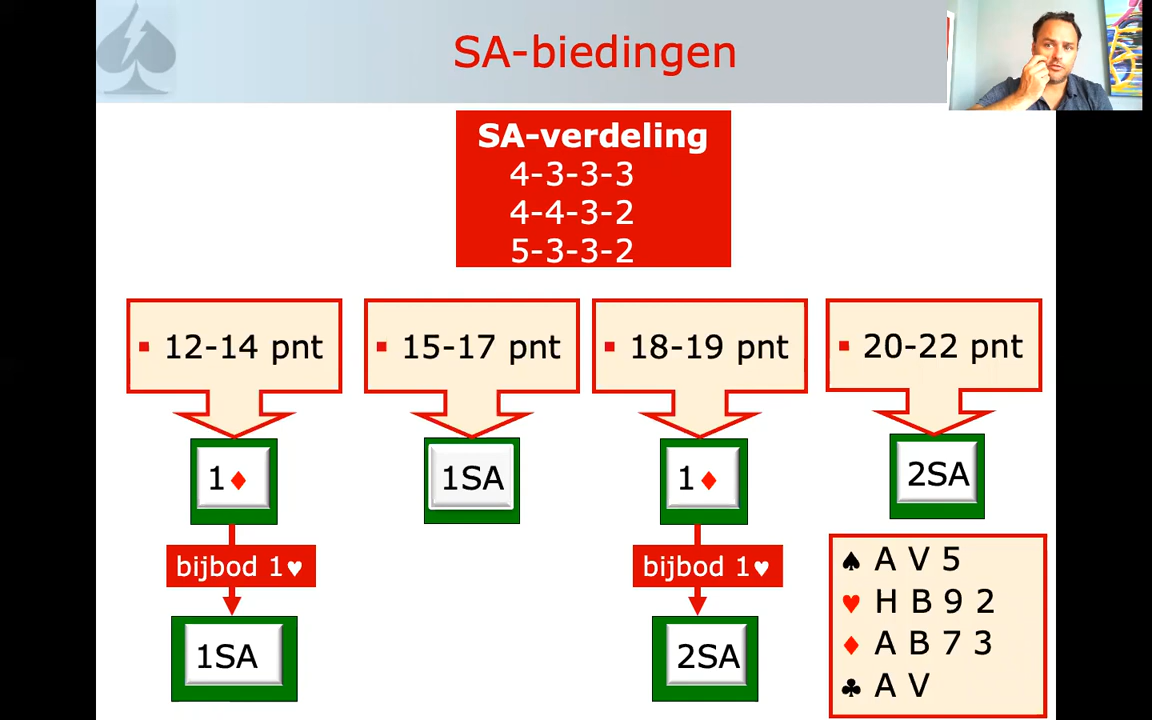 SA-biedingen
SA-verdeling
4-3-3-3
4-4-3-2
5-3-3-2
▪ 12-14 pnt
▪ 15-17 pnt
▪ 18-19 pnt
▪ 20-22 pnt
1♦
1SA
1♦
2SA
bijbod 1♥
bijbod 1♥
1SA
2SA
♠ A V 5
♥ H B 9 2
♦ A B 7 3
♣ A V